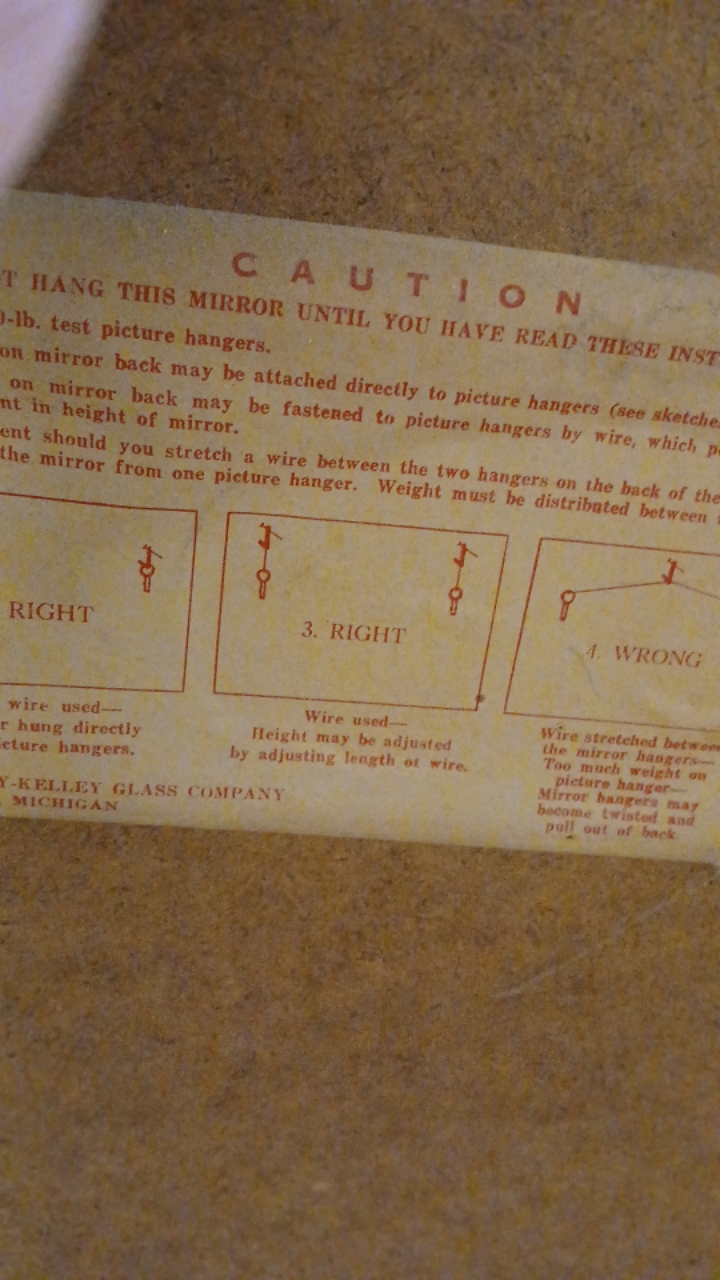 CAUTION
T HANG THIS MIRROR UNTIL YOU HAVE READ THESE INST
-lb. test picture hangers.
on mirror back may be attached directly to picture hangers (see sketche
on mirror back may be fastened to picture hangers by wire, which p
nt in height of mirror.
ent should you stretch a wire between the two hangers on the back of the
the mirror from one picture hanger. Weight must be distributed between
RIGHT
wire used—
r hung directly
icture hangers.
3. RIGHT
Wire used—
Height may be adjusted
by adjusting length of wire.
4. WRONG
Wire stretched between
the mirror hangers—
Too much weight on
picture hanger—
Mirror hangers may
become twisted and
pull out of back
Y-KELLEY GLASS COMPANY
MICHIGAN